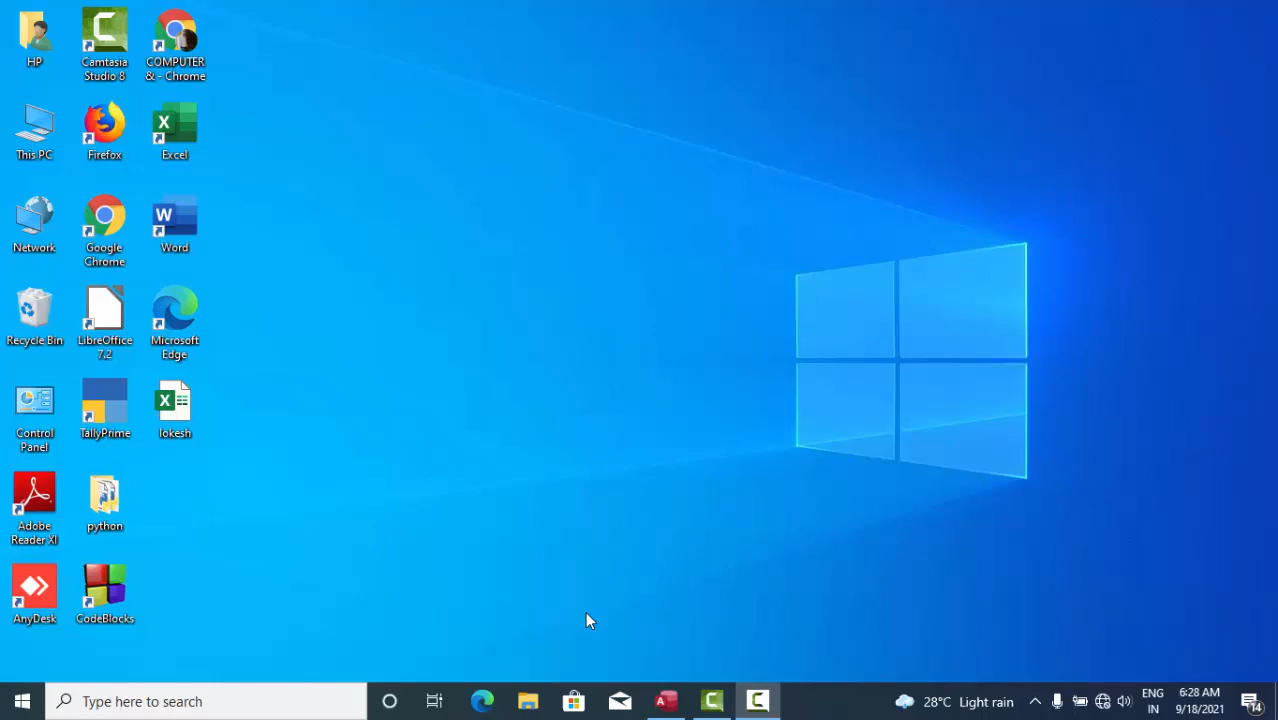 HP
Camtasia
Studio 8
COMPUTER
& - Chrome
This PC
Firefox
Excel
Network
Google
Chrome
Word
Recycle Bin
LibreOffice
7.2
Microsoft
Edge
Control
Panel
TallyPrime
lokesh
Adobe
Reader XI
python
AnyDesk
CodeBlocks
Type here to search
28°C Light rain
ENG
IN
6:28 AM
9/18/2021
14